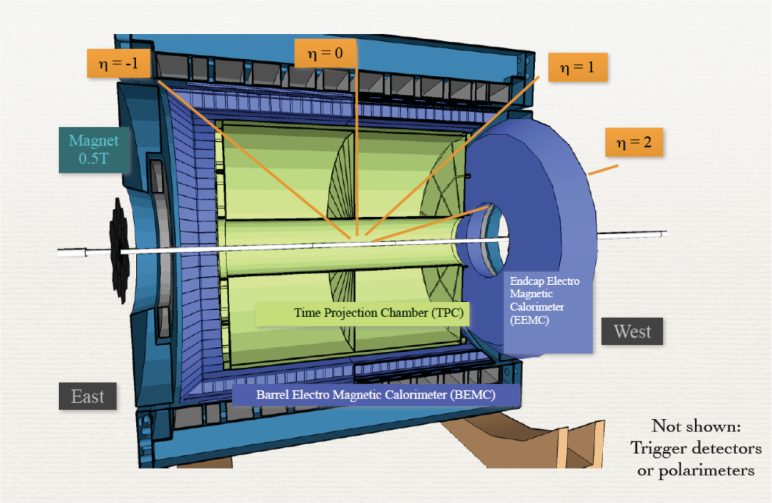 η = 0
η = -1
η = 1
Magnet
0.5T
η = 2
Endcap Electro
Magnetic
Calorimeter
(EEMC)
Time Projection Chamber (TPC)
West
East
Barrel Electro Magnetic Calorimeter (BEMC)
Not shown:
Trigger detectors
or polarimeters